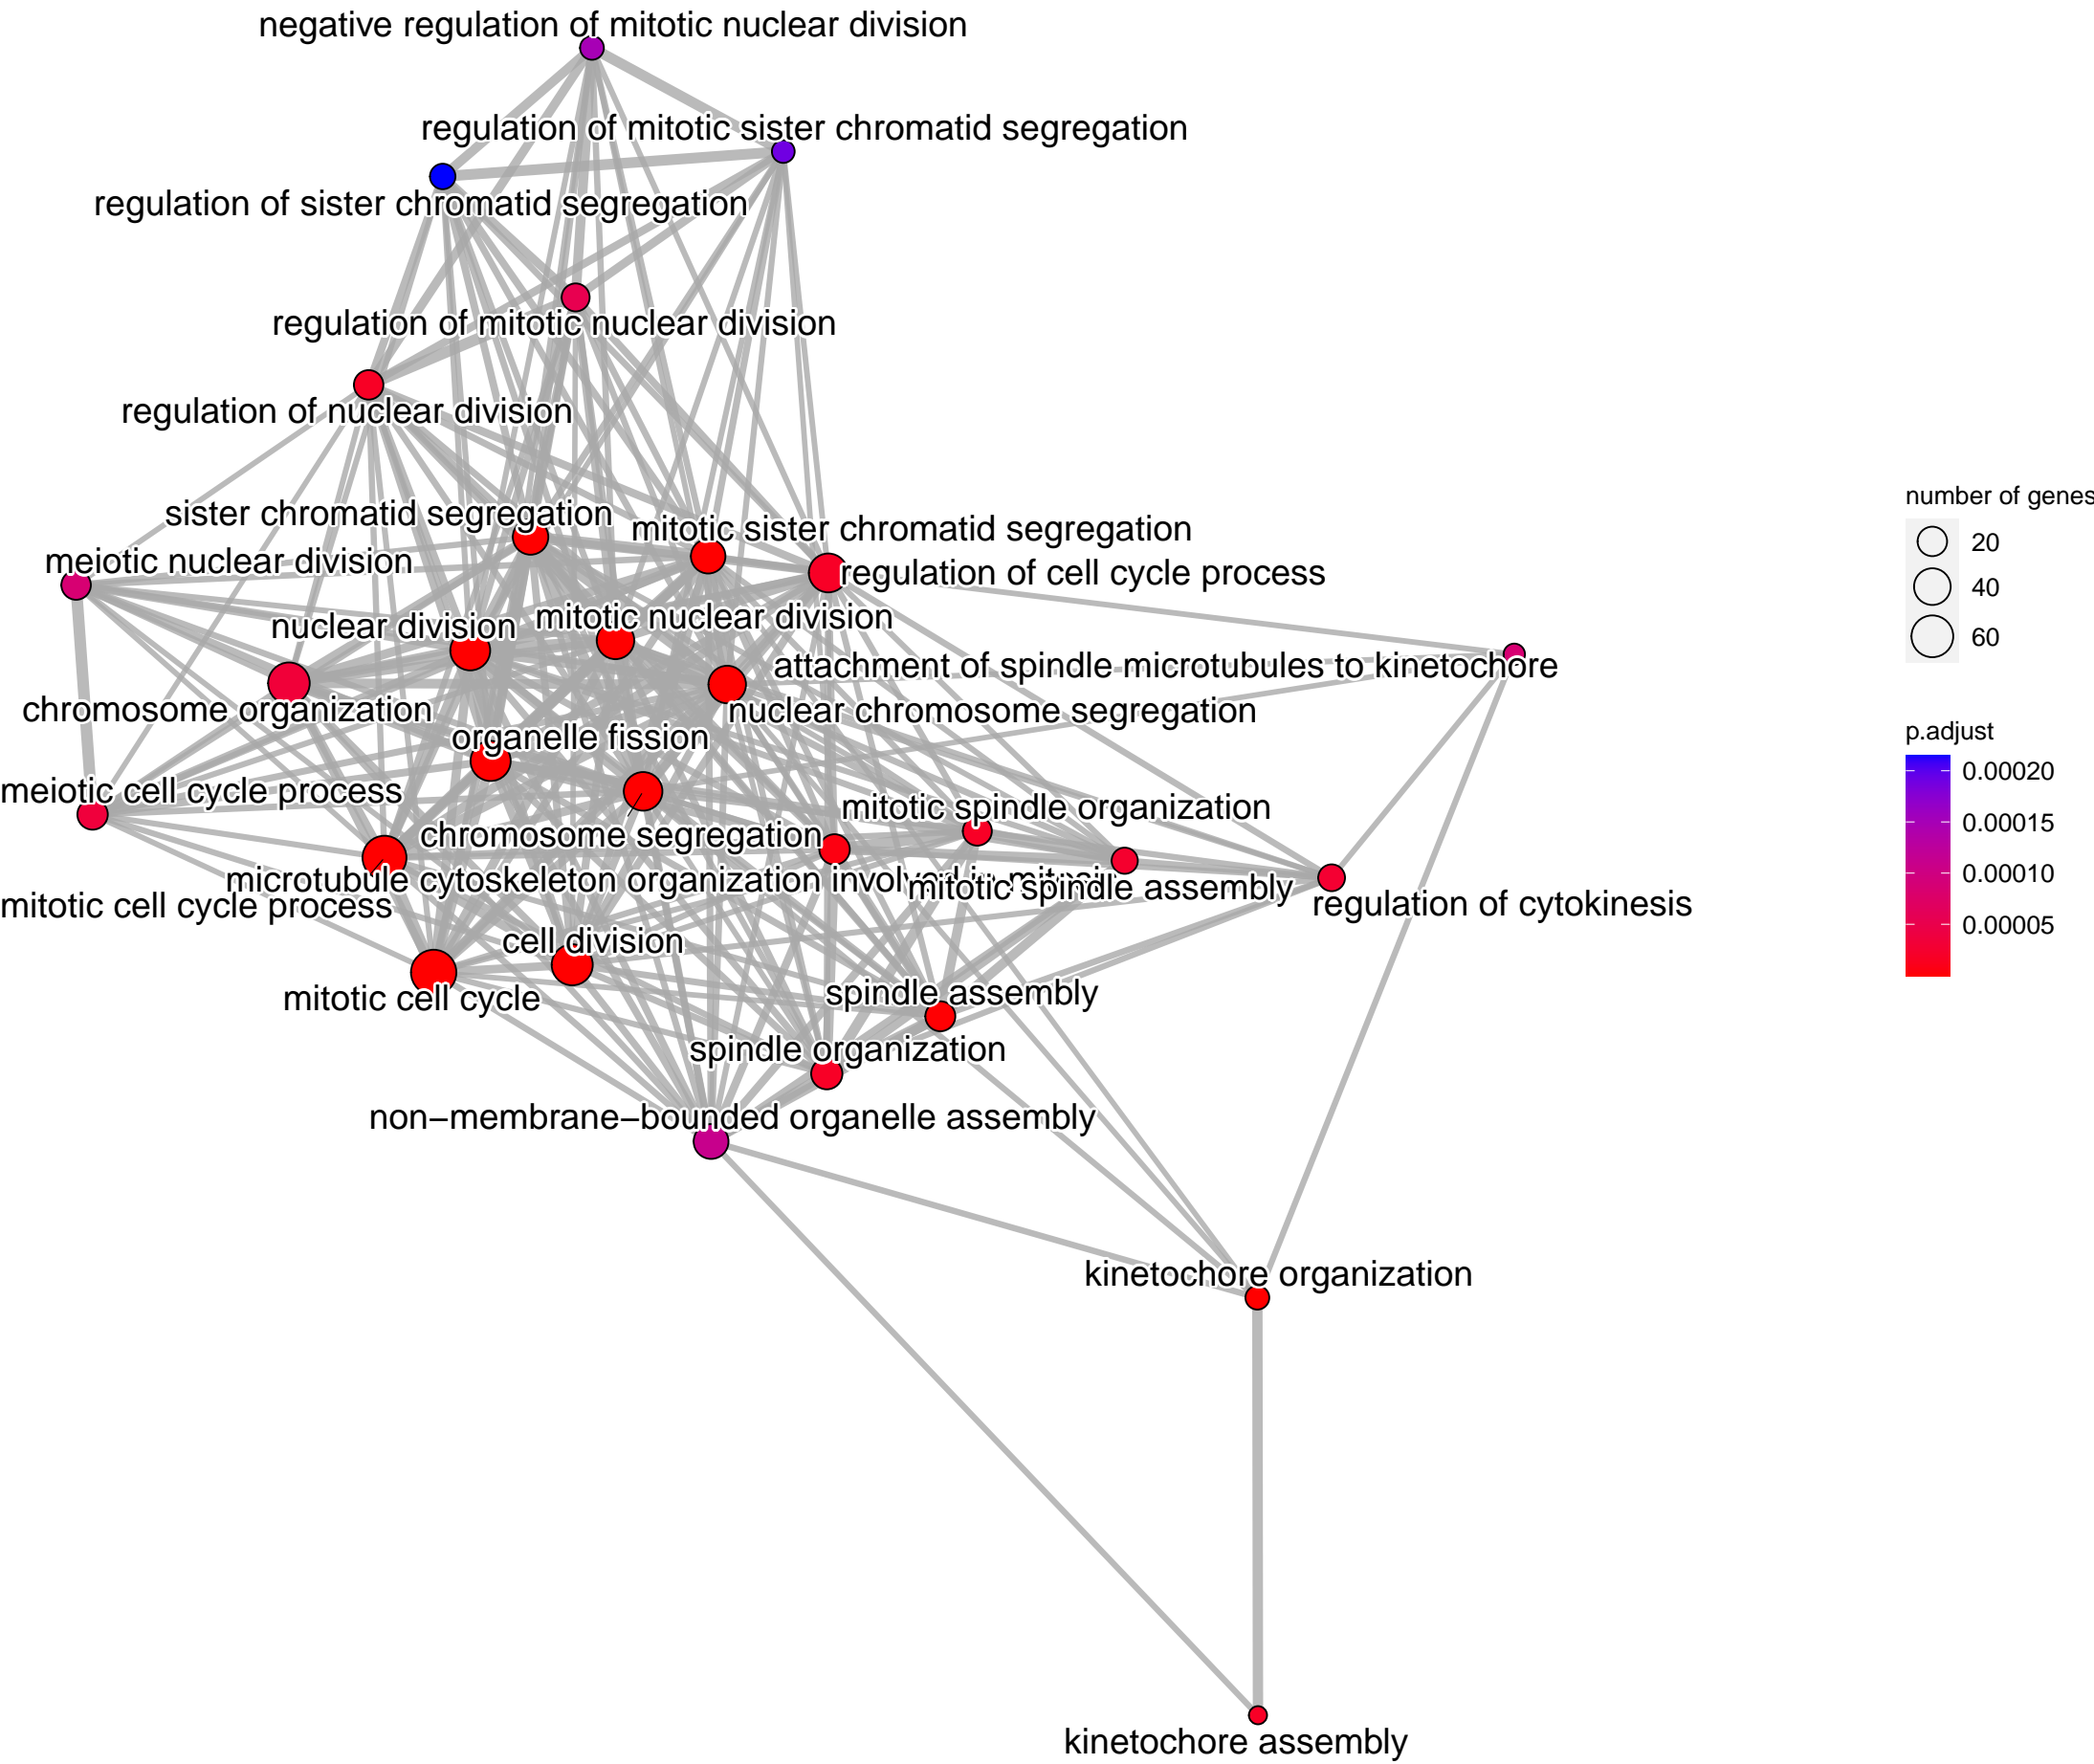 negative regulation of mitotic nuclear division
regulation of mitotic sister chromatid segregation
regulation of sister chromatid segregation
regulation of mitotic nuclear division
regulation of nuclear division
number of genes
sister chromatid segregation
mitotic sister chromatid segregation
20
meiotic nuclear division
regulation of cell cycle process
40
mitotic nuclear division
nuclear division
60
attachment of spindle microtubules to kinetochore
chromosome organization
nuclear chromosome segregation
p.adjust
organelle fission
0.00020
meiotic cell cycle process
mitotic spindle organization
0.00015
chromosome segregation
0.00010
microtubule cytoskeleton organization involved in mitosis
mitotic spindle assembly
mitotic cell cycle process
regulation of cytokinesis
0.00005
cell division
mitotic cell cycle
spindle assembly
spindle organization
non−membrane−bounded organelle assembly
kinetochore organization
kinetochore assembly